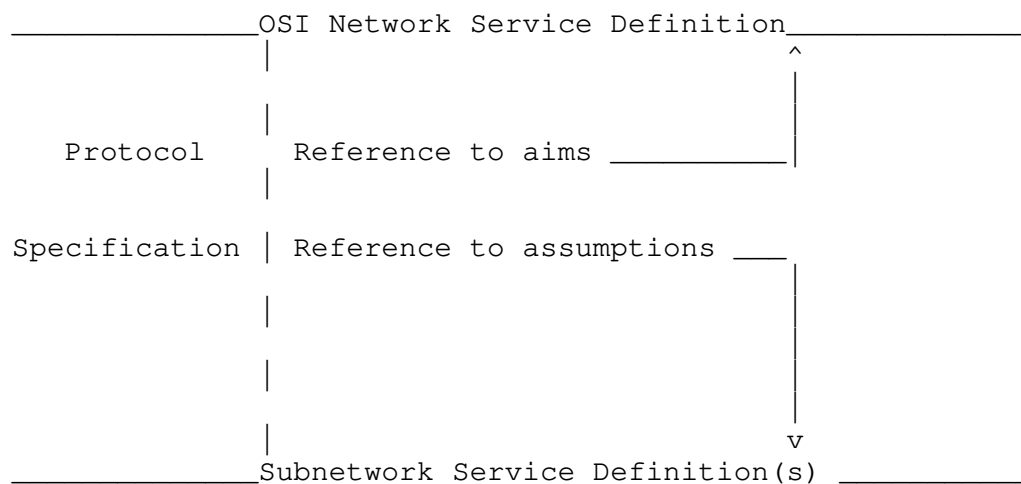 OSI Network Service Definition
^
Protocol | Reference to aims
Specification | Reference to assumptions
v
Subnetwork Service Definition(s)